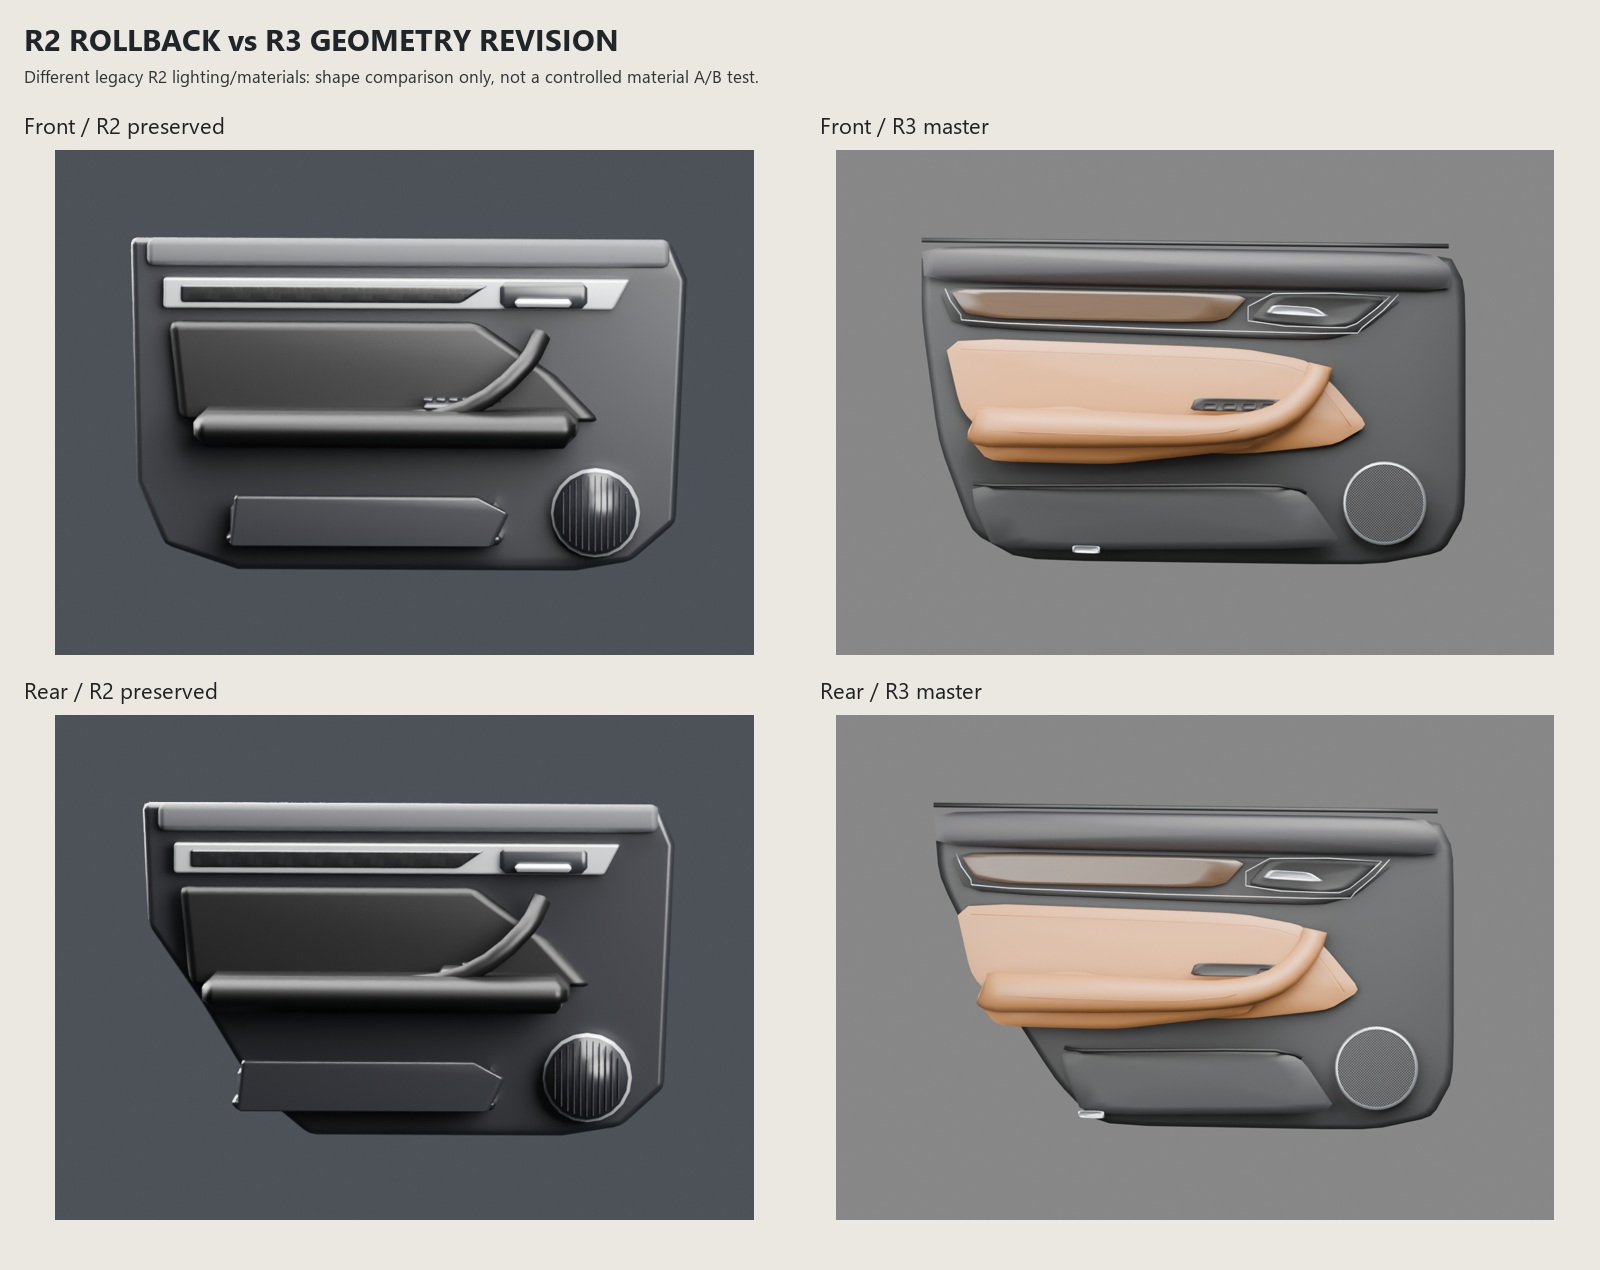 R2 ROLLBACK vs R3 GEOMETRY REVISION
Different legacy R2 lighting/materials: shape comparison only, not a controlled material A/B test.
Front / R2 preserved
Front / R3 master
Rear / R2 preserved
Rear / R3 master